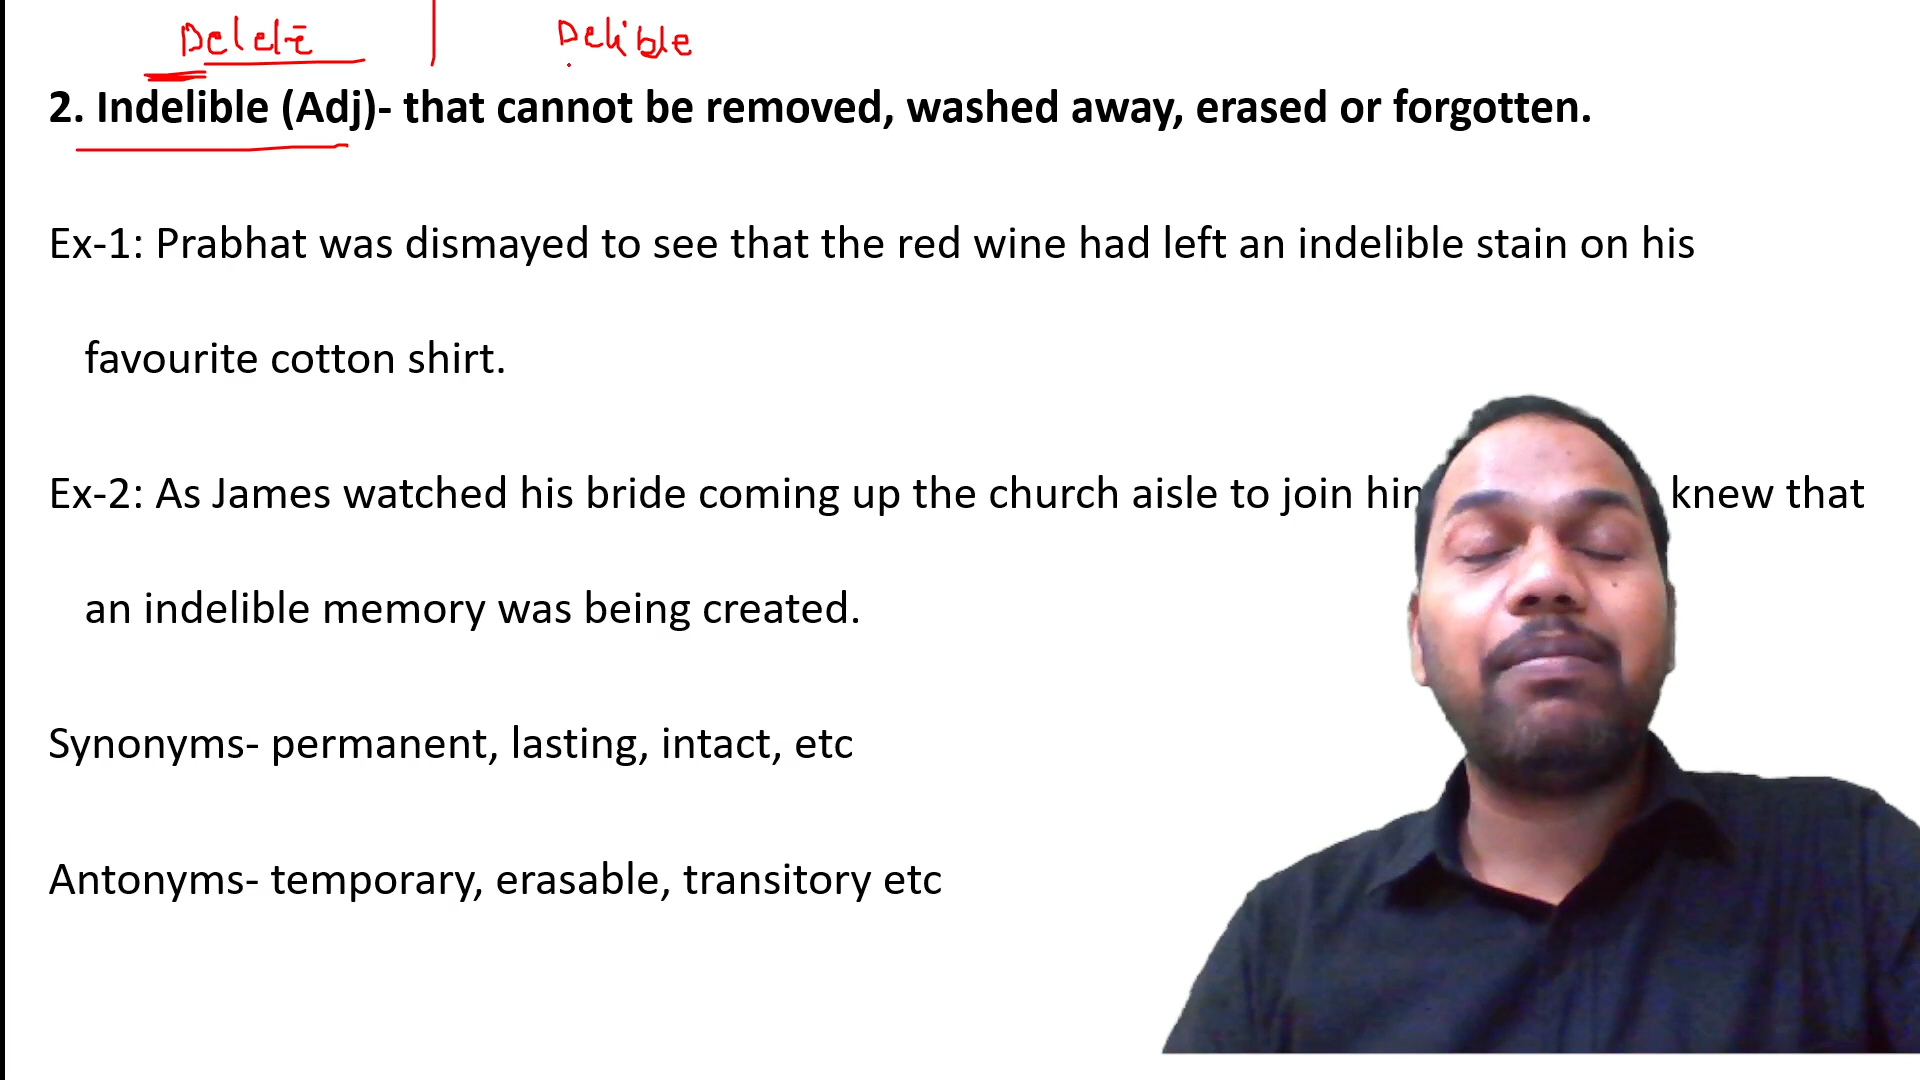 Delete | Delible
2. Indelible (Adj)- that cannot be removed, washed away, erased or forgotten.
Ex-1: Prabhat was dismayed to see that the red wine had left an indelible stain on his
favourite cotton shirt.
Ex-2: As James watched his bride coming up the church aisle to join knew that
an indelible memory was being created.
Synonyms- permanent, lasting, intact, etc
Antonyms- temporary, erasable, transitory etc